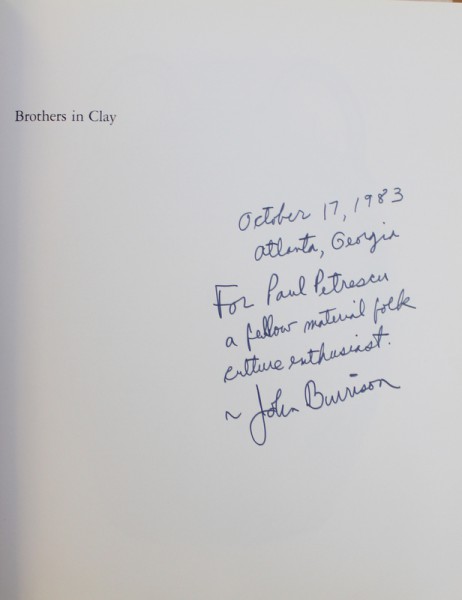 Brothers in Clay
October 17, 1983
Atlanta, Georgia
For Paul Petrescu
a fellow material folk
culture enthusiast.
~ John Burrison